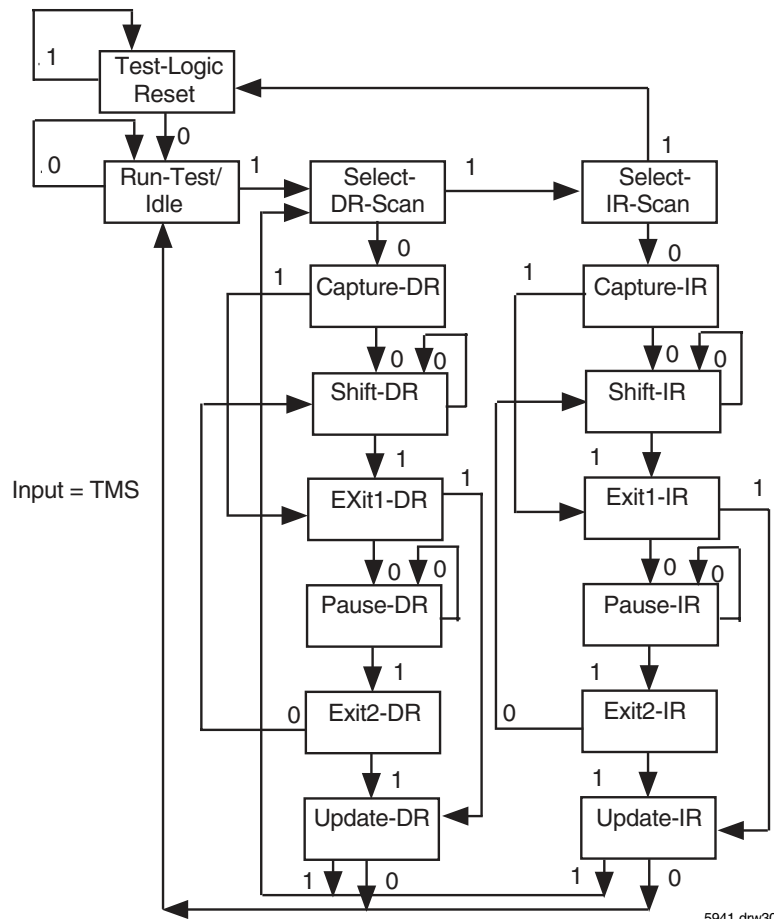 1
Test-Logic
Reset
0
1
0
Run-Test/
Idle
1
Select-
DR-Scan
1
Select-
IR-Scan
0
0
1
Capture-DR
1
Capture-IR
0
0
0
0
Shift-DR
Shift-IR
1
1
Input = TMS
EXit1-DR
1
Exit1-IR
1
0
0
0
0
Pause-DR
Pause-IR
1
1
0
Exit2-DR
0
Exit2-IR
1
1
Update-DR
Update-IR
1
0
1
0
5941 drw30